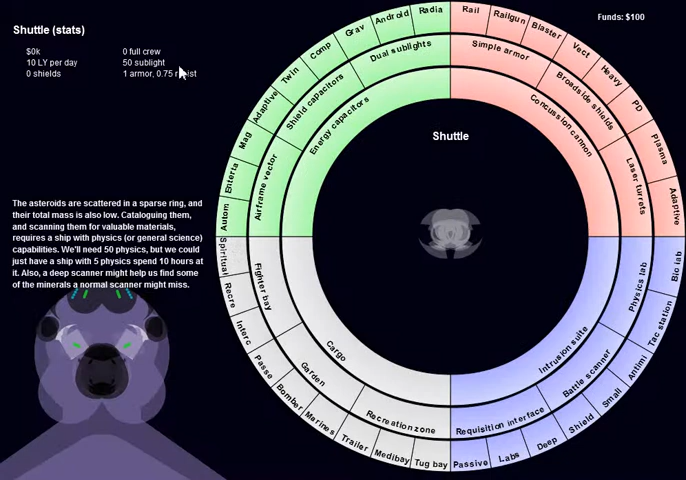 Shuttle (stats)
Funds: $100
$0k
0 full crew
10 LY per day
50 sublight
0 shields
1 armor, 0.75
The asteroids are scattered in a sparse ring, and
their total mass is also low. Cataloguing them,
and scanning them for valuable materials,
requires a ship with physics (or general science)
capabilities. We'll need 50 physics, but we could
just have a ship with 5 physics spend 10 hours at
it. Also, a deep scanner might help us find some
of the minerals a normal scanner might miss.
Shuttle
Autom
Enterta
Mag
Adaptive
Twin
Comp
Grav
Android
Radia
Airframe vector
Shield capacitors
Dual sublights
Energy capacitors
Rail
Railgun
Blaster
Vect
Heavy
PD
Plasma
Adaptive
Simple armor
Broadside shields
Laser turrets
Concussion cannon
Bio lab
Tac station
Antimi
Small
Shield
Deep
Labs
Passive
Physics lab
Battle scanner
Requisition interface
Intrusion suite
Spiritual
Recre
Interc
Passe
Bomber
Marines
Trailer
Medibay
Tug bay
Fighter bay
Garden
Recreation zone
Cargo